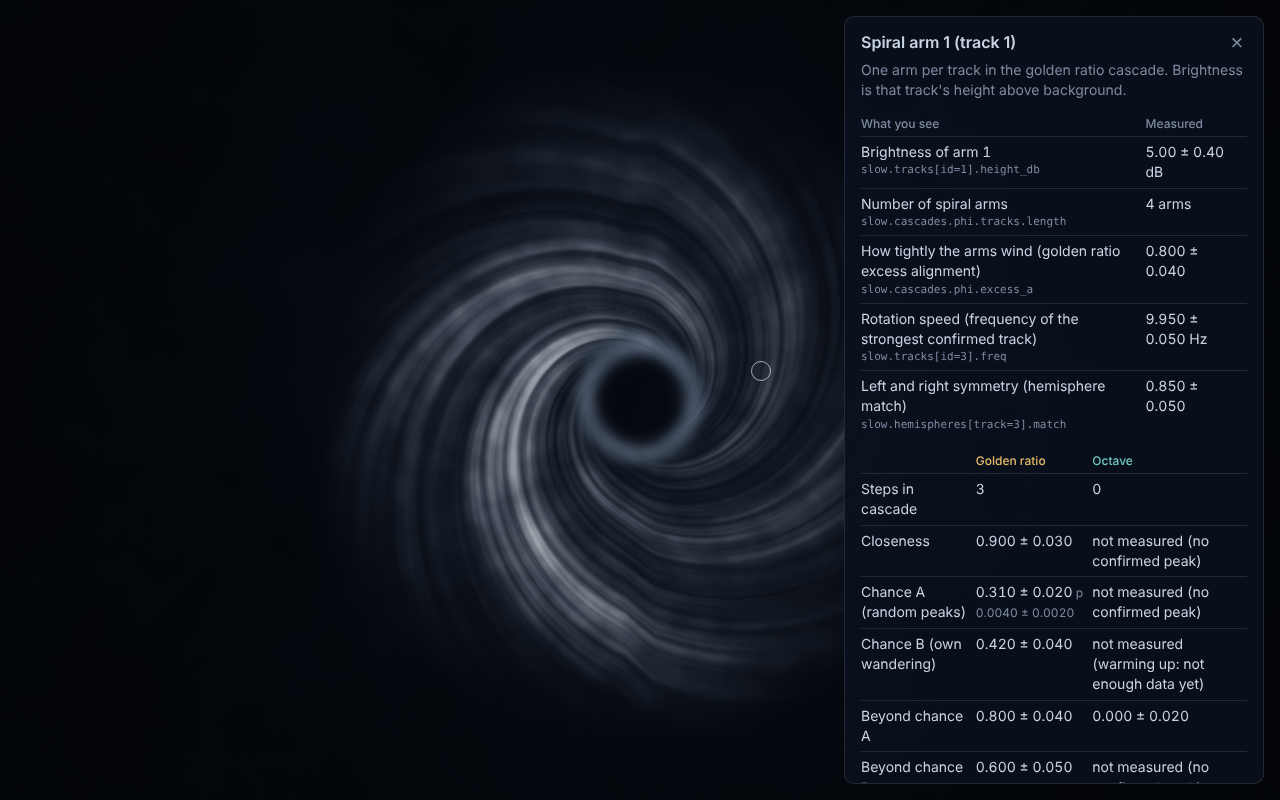 Spiral arm 1 (track 1)
One arm per track in the golden ratio cascade. Brightness
is that track's height above background.
What you see Measured
Brightness of arm 1 5.00 ± 0.40
slow.tracks[id=1].height_db dB
Number of spiral arms 4 arms
slow.cascades.phi.tracks.length
How tightly the arms wind (golden ratio 0.800 ±
excess alignment) 0.040
slow.cascades.phi.excess_a
Rotation speed (frequency of the 9.950 ±
strongest confirmed track) 0.050 Hz
slow.tracks[id=3].freq
Left and right symmetry (hemisphere 0.850 ±
match) 0.050
slow.hemispheres[track=3].match
Golden ratio Octave
Steps in 3 0
cascade
Closeness 0.900 ± 0.030 not measured (no
confirmed peak)
Chance A 0.310 ± 0.020 p not measured (no
(random peaks) 0.0040 ± 0.0020 confirmed peak)
Chance B (own 0.420 ± 0.040 not measured
wandering) (warming up: not
enough data yet)
Beyond chance 0.800 ± 0.040 0.000 ± 0.020
A
Beyond chance 0.600 ± 0.050 not measured (no